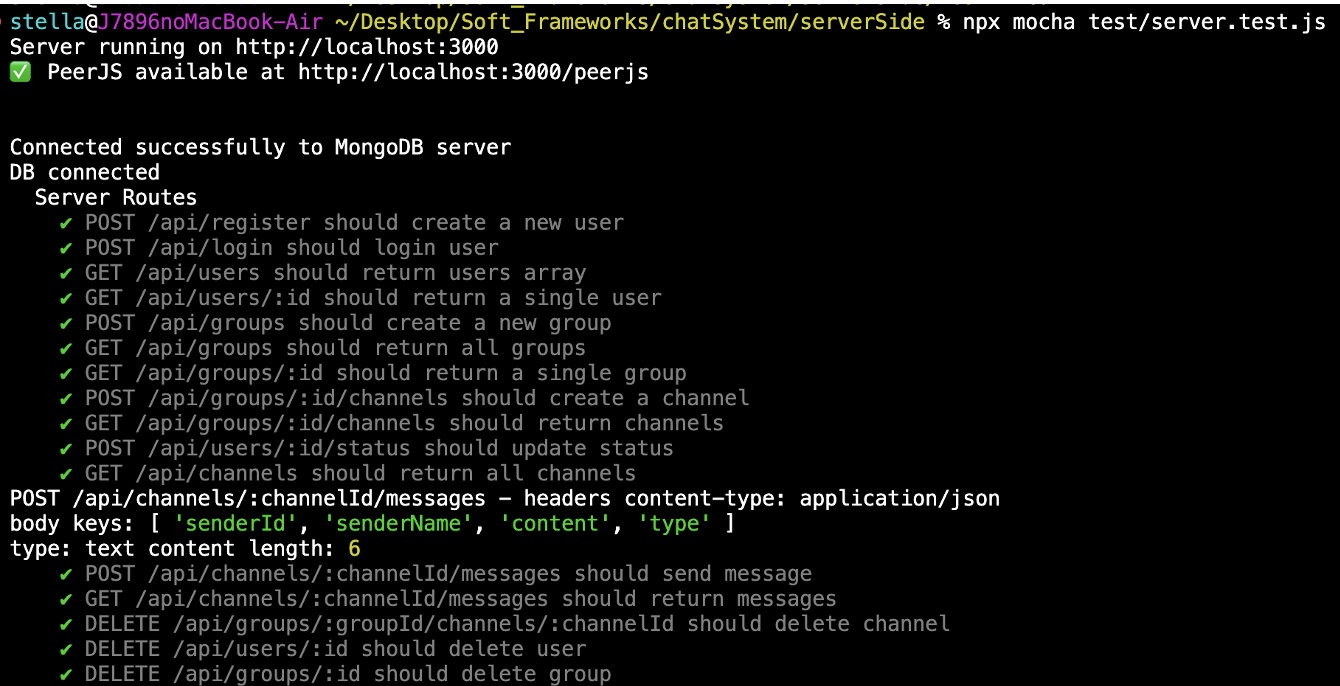 stella@J7896noMacBook-Air ~/Desktop/Soft_Frameworks/chatSystem/serverSide % npx mocha test/server.test.js
Server running on http://localhost:3000
✅ PeerJS available at http://localhost:3000/peerjs
Connected successfully to MongoDB server
DB connected
Server Routes
✔ POST /api/register should create a new user
✔ POST /api/login should login user
✔ GET /api/users should return users array
✔ GET /api/users/:id should return a single user
✔ POST /api/groups should create a new group
✔ GET /api/groups should return all groups
✔ GET /api/groups/:id should return a single group
✔ POST /api/groups/:id/channels should create a channel
✔ GET /api/groups/:id/channels should return channels
✔ POST /api/users/:id/status should update status
✔ GET /api/channels should return all channels
POST /api/channels/:channelId/messages - headers content-type: application/json
body keys: [ 'senderId', 'senderName', 'content', 'type' ]
type: text content length: 6
✔ POST /api/channels/:channelId/messages should send message
✔ GET /api/channels/:channelId/messages should return messages
✔ DELETE /api/groups/:groupId/channels/:channelId should delete channel
✔ DELETE /api/users/:id should delete user
✔ DELETE /api/groups/:id should delete group